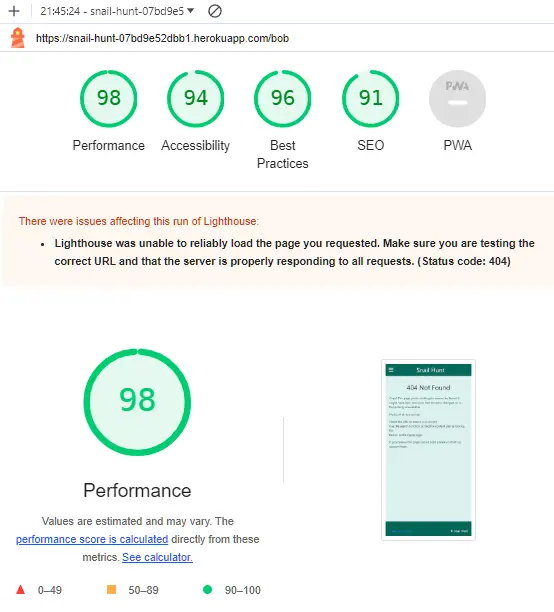 21:45:24 - snail-hunt-07bd9e5
https://snail-hunt-07bd9e52dbb1.herokuapp.com/bob
98 94 96 91 PWA
Performance Accessibility Best Practices SEO PWA
There were issues affecting this run of Lighthouse:
• Lighthouse was unable to reliably load the page you requested. Make sure you are testing the
correct URL and that the server is properly responding to all requests. (Status code: 404)
98
Snail Hunt
404 Not Found
Performance
Values are estimated and may vary. The
performance score is calculated directly from these
metrics. See calculator.
0–49 50–89 90–100